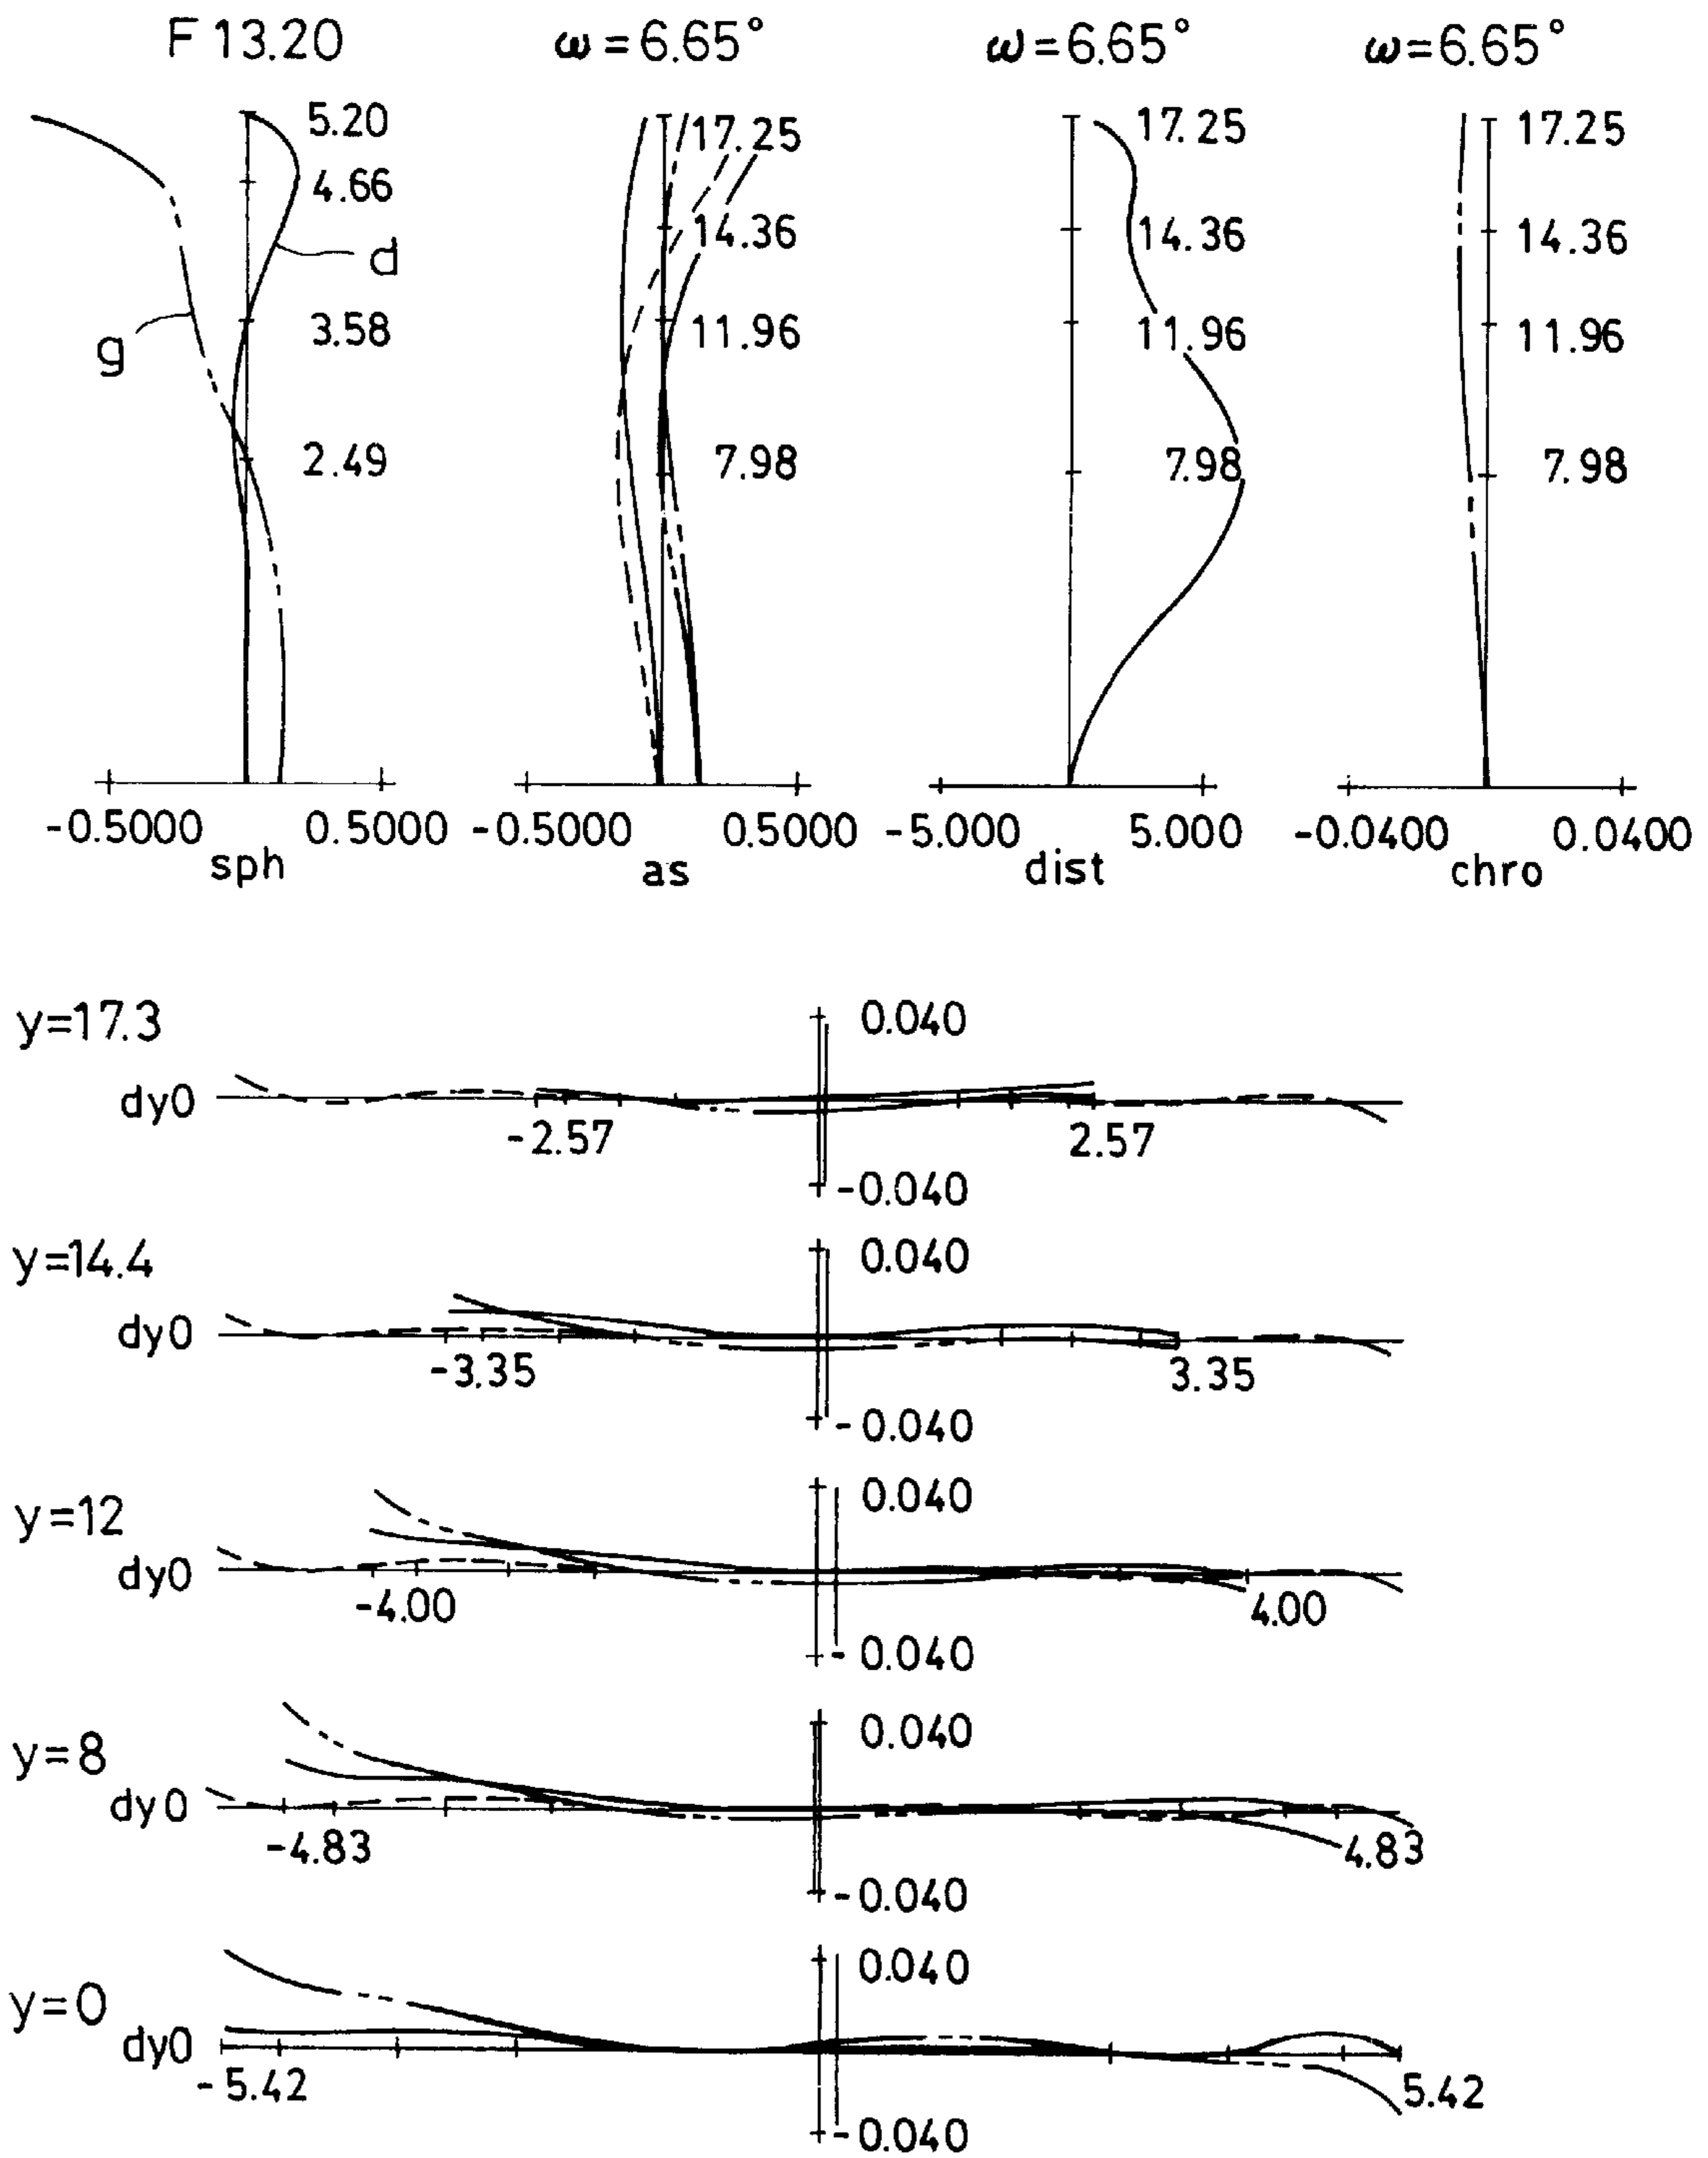 F 13.20 ω=6.65° ω=6.65° ω=6.65°
5.20 17.25 17.25 17.25
4.66
14.36 14.36 14.36
d
3.58 11.96 11.96 11.96
g
2.49 7.98 7.98 7.98
-0.5000 0.5000 -0.5000 0.5000 -5.000 5.000 -0.0400 0.0400
sph as dist chro
y=17.3 0.040
dy0
-2.57 2.57
-0.040
y=14.4 0.040
dy0
-3.35 3.35
-0.040
y=12 0.040
dy0
-4.00 4.00
-0.040
y=8 0.040
dy0
-4.83 4.83
-0.040
y=0 0.040
dy0
-5.42 5.42
-0.040